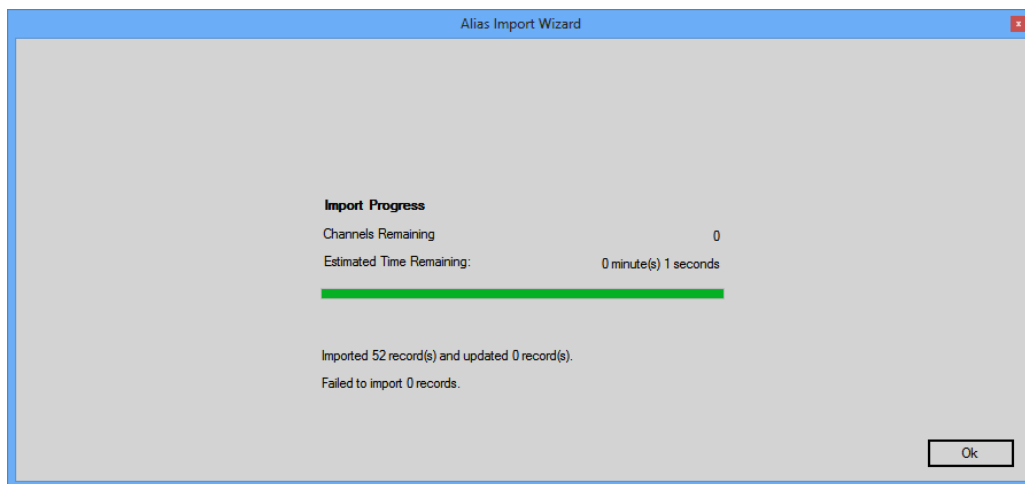 Alias Import Wizard
x
Import Progress
Channels Remaining 0
Estimated Time Remaining: 0 minute(s) 1 seconds
Imported 52 record(s) and updated 0 record(s).
Failed to import 0 records.
Ok